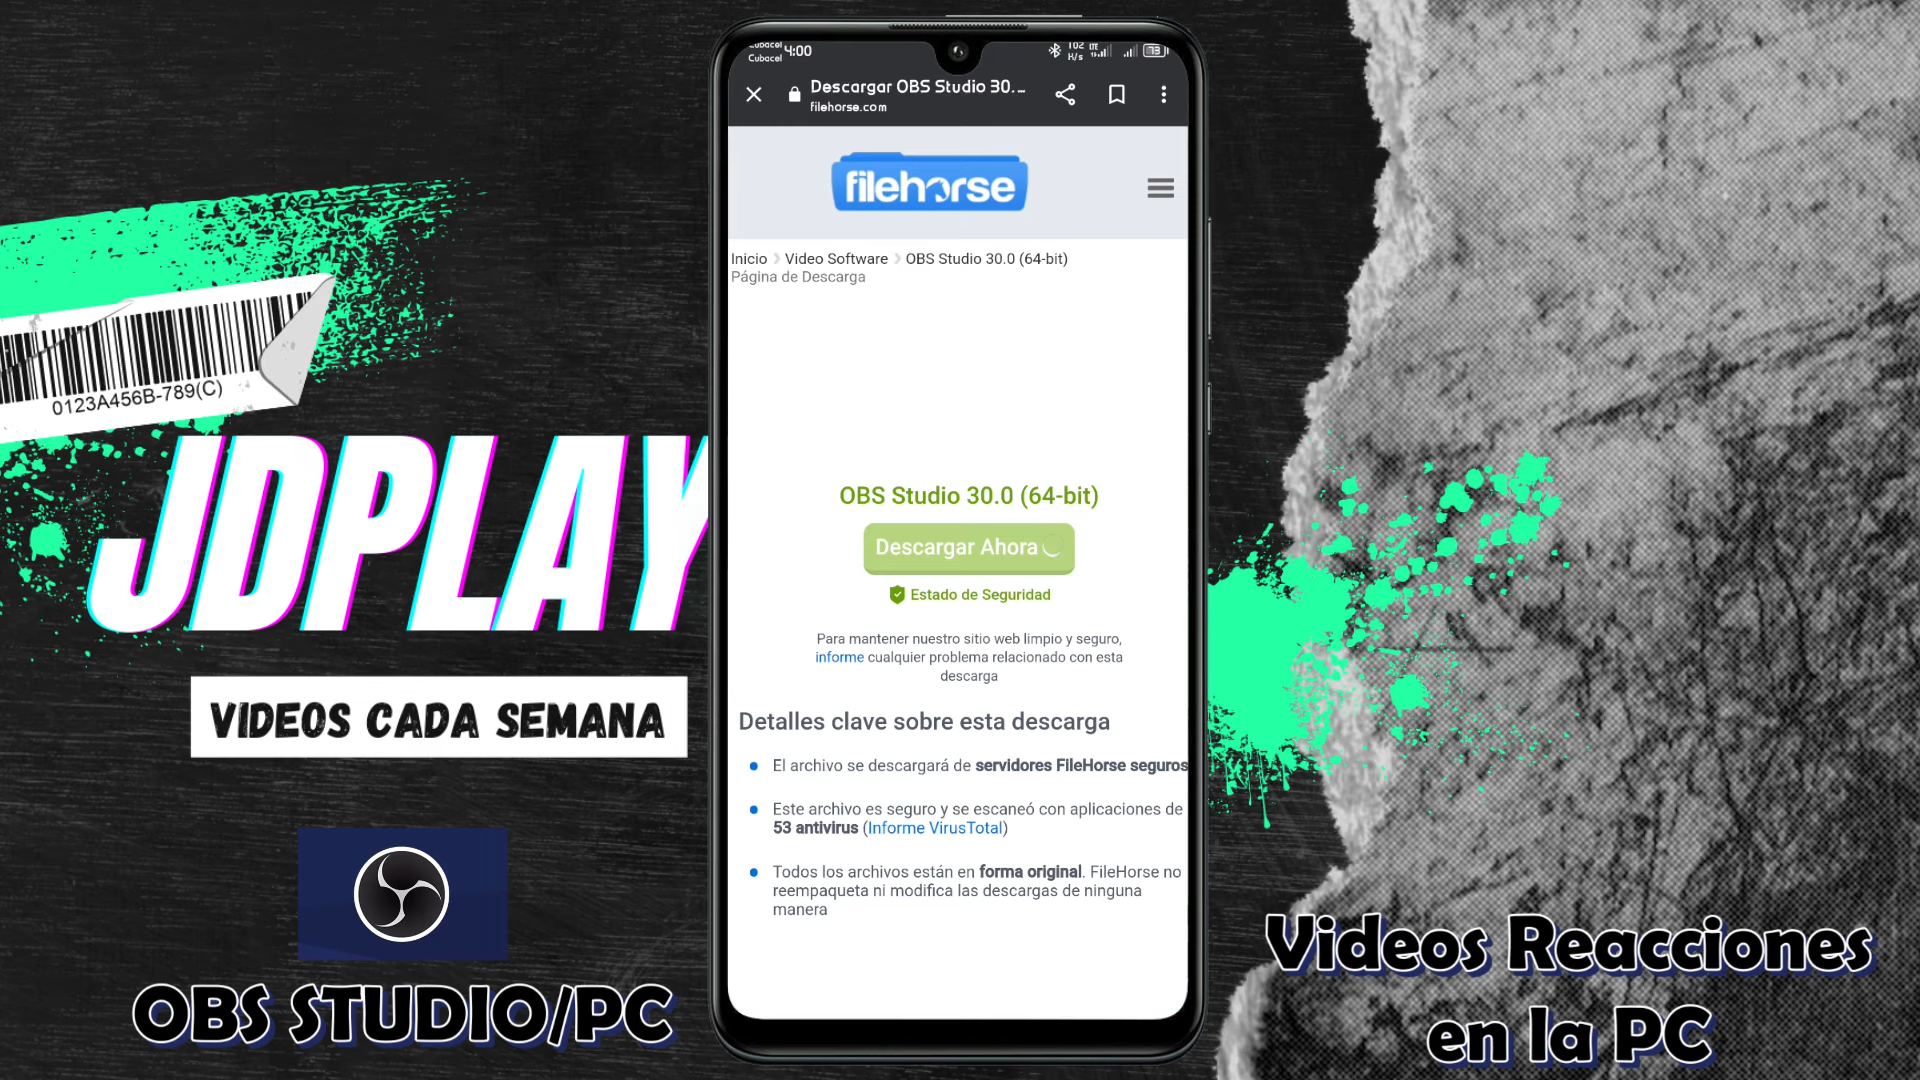 Cubacel
Cubacel
4:00
102
K/s
LTE
73
Descargar OBS Studio 30. ...
filehorse.com
filehorse
Inicio
Video Software
OBS Studio 30.0 (64-bit)
Página de Descarga
OBS Studio 30.0 (64-bit)
Descargar Ahora
Estado de Seguridad
Para mantener nuestro sitio web limpio y seguro,
informe cualquier problema relacionado con esta
descarga
Detalles clave sobre esta descarga
El archivo se descargará de servidores FileHorse seguros
Este archivo es seguro y se escaneó con aplicaciones de
53 antivirus (Informe VirusTotal)
Todos los archivos están en forma original. FileHorse no
reempaqueta ni modifica las descargas de ninguna
manera
0123A456B-789(C)
JDPLAY
VIDEOS CADA SEMANA
OBS STUDIO/PC
Videos Reacciones
en la PC